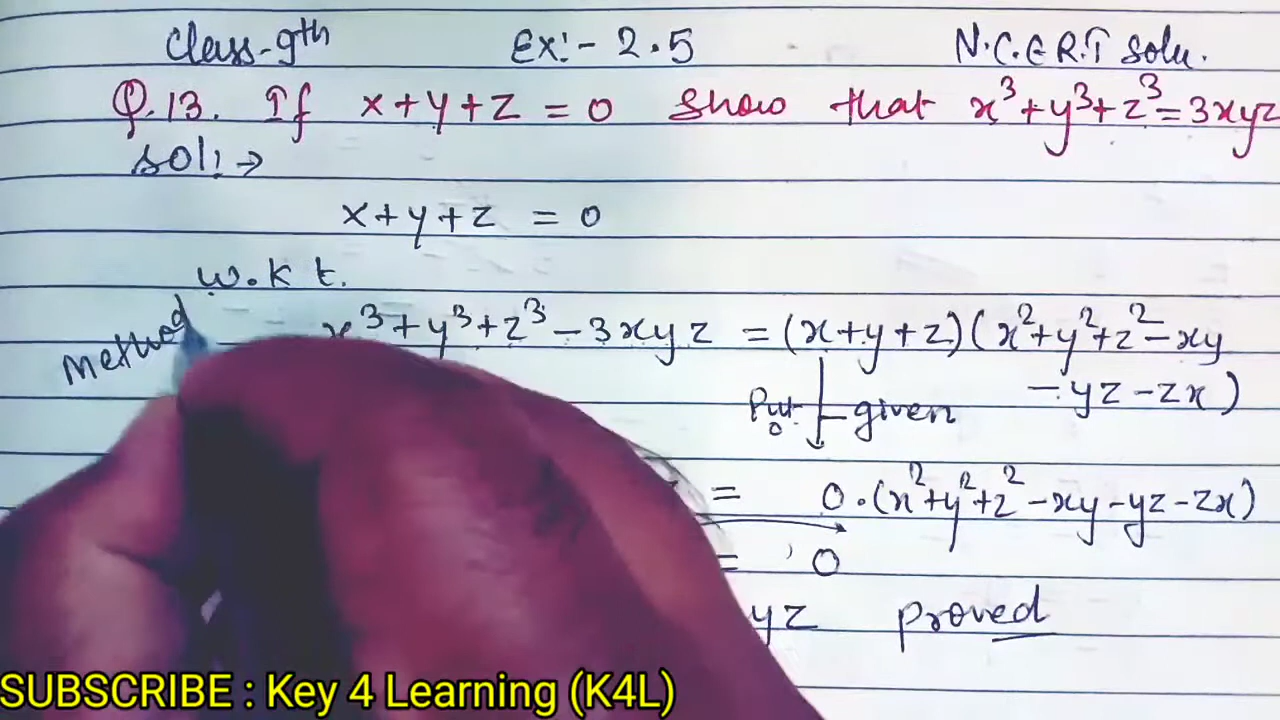 Class-9th Ex:- 2.5 N.C.E.R.T Solu.
Q.13. If x+y+z = 0 show that x³+y³+z³=3xyz
Sol: →
x+y+z = 0
w.k t.
Method x³+y³+z³-3xyz = (x+y+z)(x²+y²+z²-xy
-yz-zx)
Put 0 given
= 0.(x²+y²+z²-xy-yz-zx)
= 0
yz proved
SUBSCRIBE : Key 4 Learning (K4L)